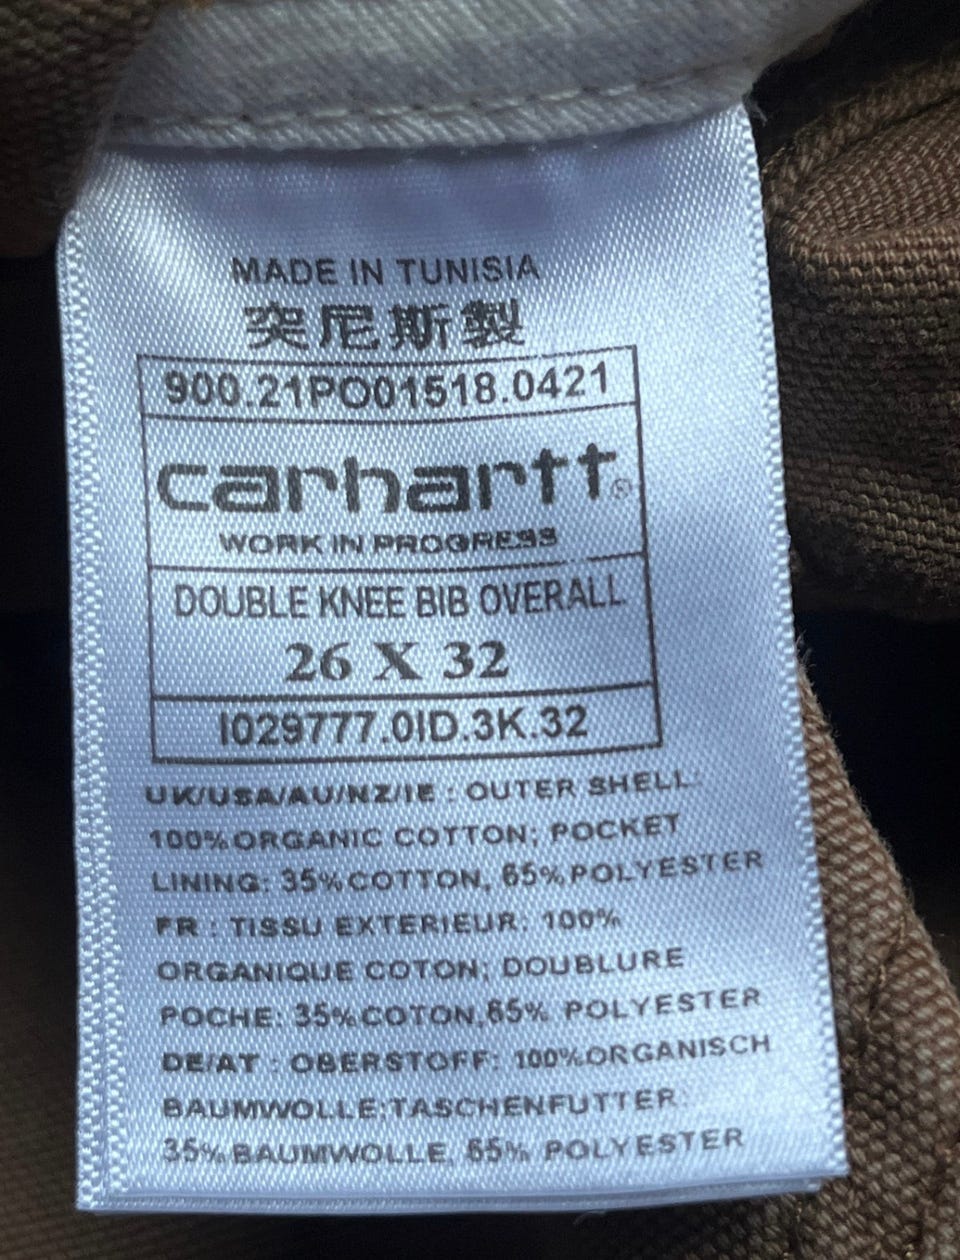 MADE IN TUNISIA
突尼斯製
900.21PO01518.0421
carhartt®
WORK IN PROGRESS
DOUBLE KNEE BIB OVERALL
26 X 32
I029777.0ID.3K.32
UK/USA/AU/NZ/IE : OUTER SHELL:
100%ORGANIC COTTON; POCKET
LINING: 35%COTTON, 65%POLYESTER
FR : TISSU EXTERIEUR: 100%
ORGANIQUE COTON; DOUBLURE
POCHE: 35%COTON,65% POLYESTER
DE/AT : OBERSTOFF: 100%ORGANISCH
BAUMWOLLE;TASCHENFUTTER:
35%BAUMWOLLE, 65% POLYESTER